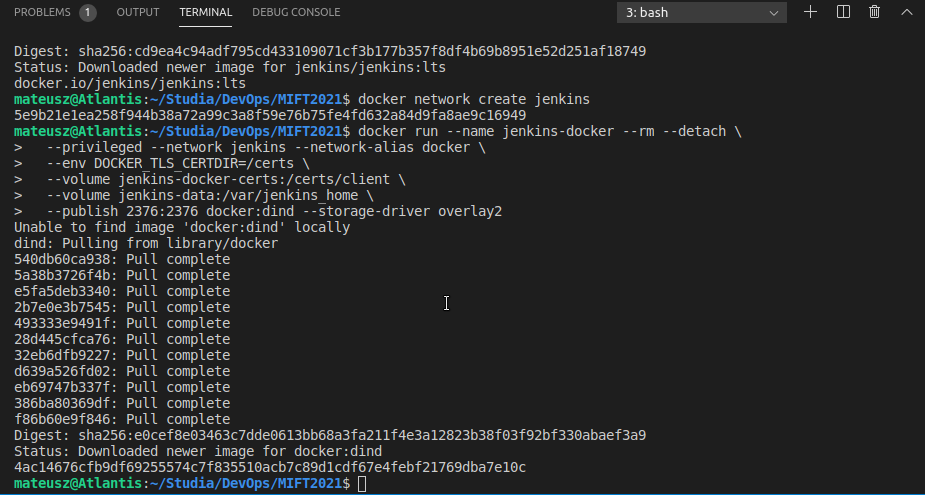 PROBLEMS 1 OUTPUT TERMINAL DEBUG CONSOLE 3: bash
Digest: sha256:cd9ea4c94adf795cd433109071cf3b177b357f8df4b69b8951e52d251af18749
Status: Downloaded newer image for jenkins/jenkins:lts
docker.io/jenkins/jenkins:lts
mateusz@Atlantis:~/Studia/DevOps/MIFT2021$ docker network create jenkins
5e9b21e1ea258f944b38a72a99c3a8f59e76b75fe4fd632a84d9fa8ae9c16949
mateusz@Atlantis:~/Studia/DevOps/MIFT2021$ docker run --name jenkins-docker --rm --detach \
>   --privileged --network jenkins --network-alias docker \
>   --env DOCKER_TLS_CERTDIR=/certs \
>   --volume jenkins-docker-certs:/certs/client \
>   --volume jenkins-data:/var/jenkins_home \
>   --publish 2376:2376 docker:dind --storage-driver overlay2
Unable to find image 'docker:dind' locally
dind: Pulling from library/docker
540db60ca938: Pull complete
5a38b3726f4b: Pull complete
e5fa5deb3340: Pull complete
2b7e0e3b7545: Pull complete
493333e9491f: Pull complete
28d445cfca76: Pull complete
32eb6dfb9227: Pull complete
d639a526fd02: Pull complete
eb69747b337f: Pull complete
386ba80369df: Pull complete
f86b60e9f846: Pull complete
Digest: sha256:e0cef8e03463c7dde0613bb68a3fa211f4e3a12823b38f03f92bf330abaef3a9
Status: Downloaded newer image for docker:dind
4ac14676cfb9df69255574c7f835510acb7c89d1cdf67e4febf21769dba7e10c
mateusz@Atlantis:~/Studia/DevOps/MIFT2021$